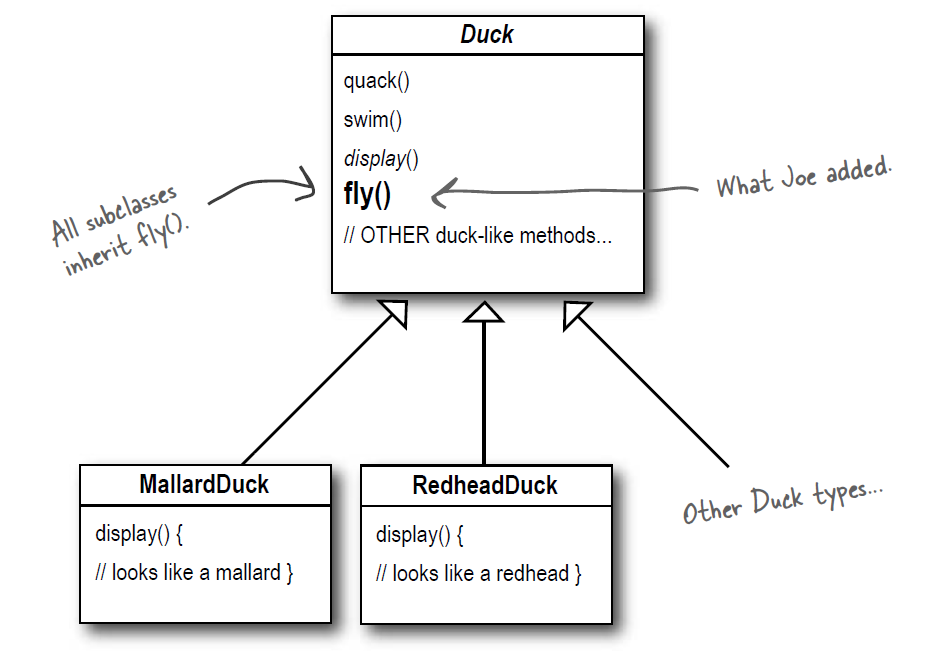 Duck
quack()
swim()
display()
fly()
// OTHER duck-like methods...
All subclasses
inherit fly().
What Joe added.
MallardDuck
display() {
// looks like a mallard }
RedheadDuck
display() {
// looks like a redhead }
Other Duck types...